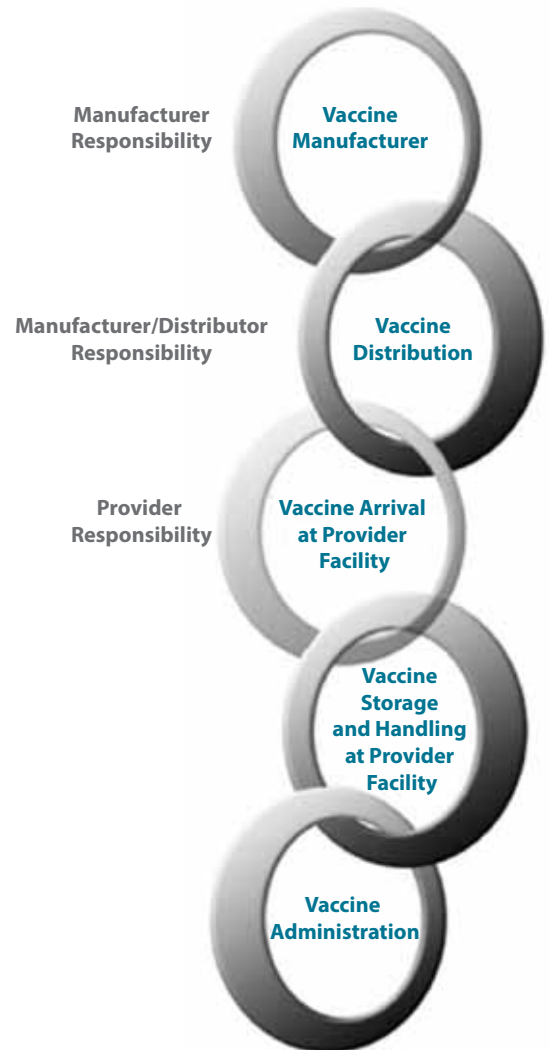 Manufacturer
Responsibility
Vaccine
Manufacturer
Manufacturer/Distributor
Responsibility
Vaccine
Distribution
Provider
Responsibility
Vaccine Arrival
at Provider
Facility
Vaccine
Storage
and Handling
at Provider
Facility
Vaccine
Administration